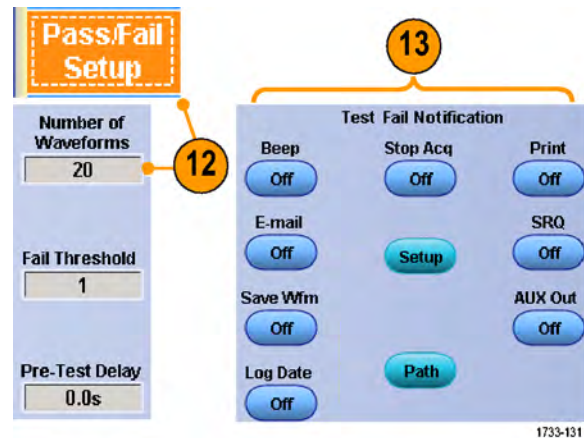 Pass/Fail
Setup
12
Number of
Waveforms
20
Fail Threshold
1
Pre-Test Delay
0.0s
13
Test Fail Notification
Beep
Stop Acq
Print
Off
Off
Off
E-mail
SRQ
Off
Setup
Off
Save Wfm
AUX Out
Off
Off
Log Date
Path
Off
1733-131